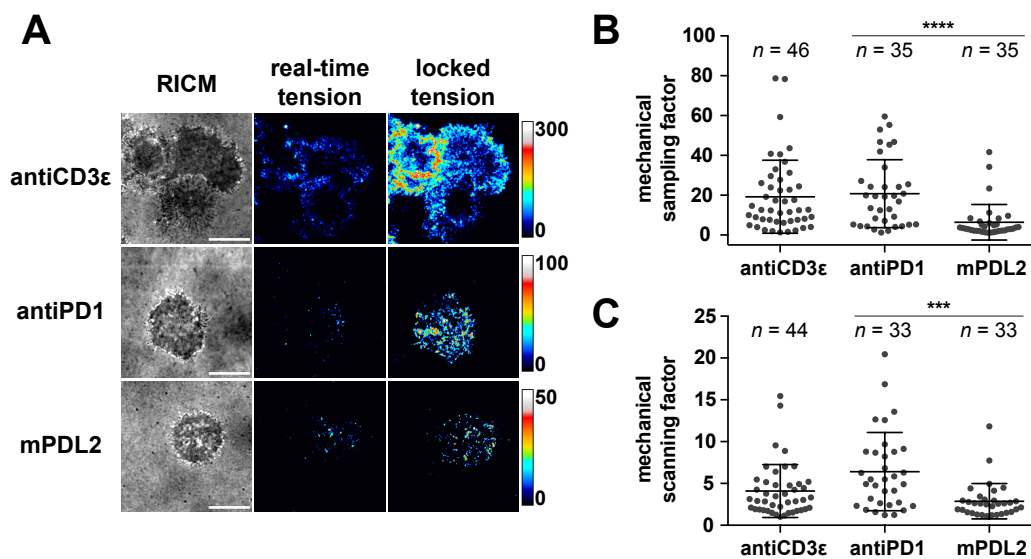 A
RICM
real-time
tension
locked
tension
antiCD3ε
300
0
antiPD1
100
0
mPDL2
50
0
B
mechanical
sampling factor
100
80
60
40
20
0
****
n = 46
n = 35
n = 35
antiCD3ε
antiPD1
mPDL2
C
mechanical
scanning factor
25
20
15
10
5
0
***
n = 44
n = 33
n = 33
antiCD3ε
antiPD1
mPDL2